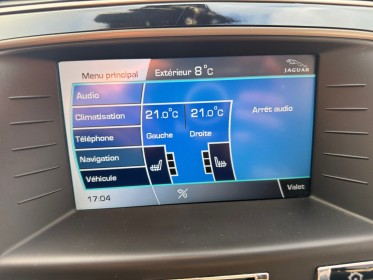 Menu principal
Extérieur 8°C
JAGUAR
Audio
Climatisation
Téléphone
Navigation
Véhicule
21.0°C 21.0°C
Gauche Droite
Arrêt audio
17:04
Valet